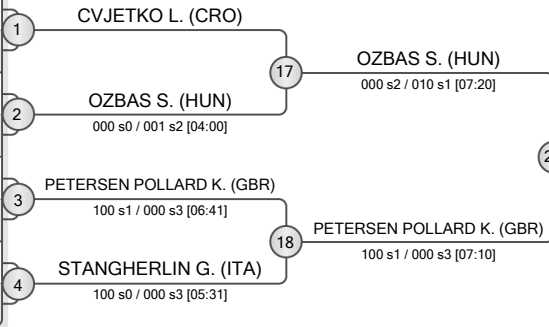 1
CVJETKO L. (CRO)
17
OZBAS S. (HUN)
000 s2 / 010 s1 [07:20]
2
OZBAS S. (HUN)
000 s0 / 001 s2 [04:00]
3
PETERSEN POLLARD K. (GBR)
100 s1 / 000 s3 [06:41]
18
PETERSEN POLLARD K. (GBR)
100 s1 / 000 s3 [07:10]
4
STANGHERLIN G. (ITA)
100 s0 / 000 s3 [05:31]